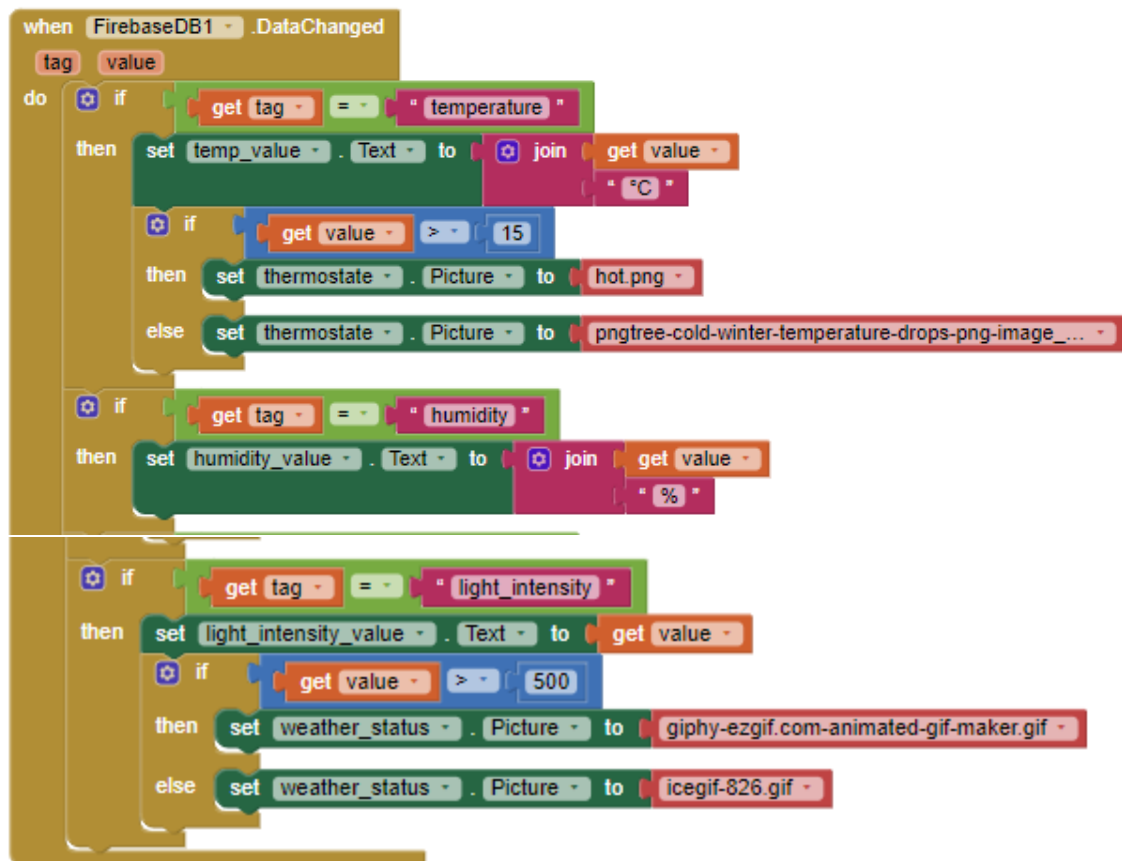 when FirebaseDB1 .DataChanged
tag value
do if get tag = “ temperature ”
then set temp_value . Text to join get value
“ °C ”
if get value > 15
then set thermostate . Picture to hot.png
else set thermostate . Picture to pngtree-cold-winter-temperature-drops-png-image_...
if get tag = “ humidity ”
then set humidity_value . Text to join get value
“ % ”
if get tag = “ light_intensity ”
then set light_intensity_value . Text to get value
if get value > 500
then set weather_status . Picture to giphy-ezgif.com-animated-gif-maker.gif
else set weather_status . Picture to icegif-826.gif